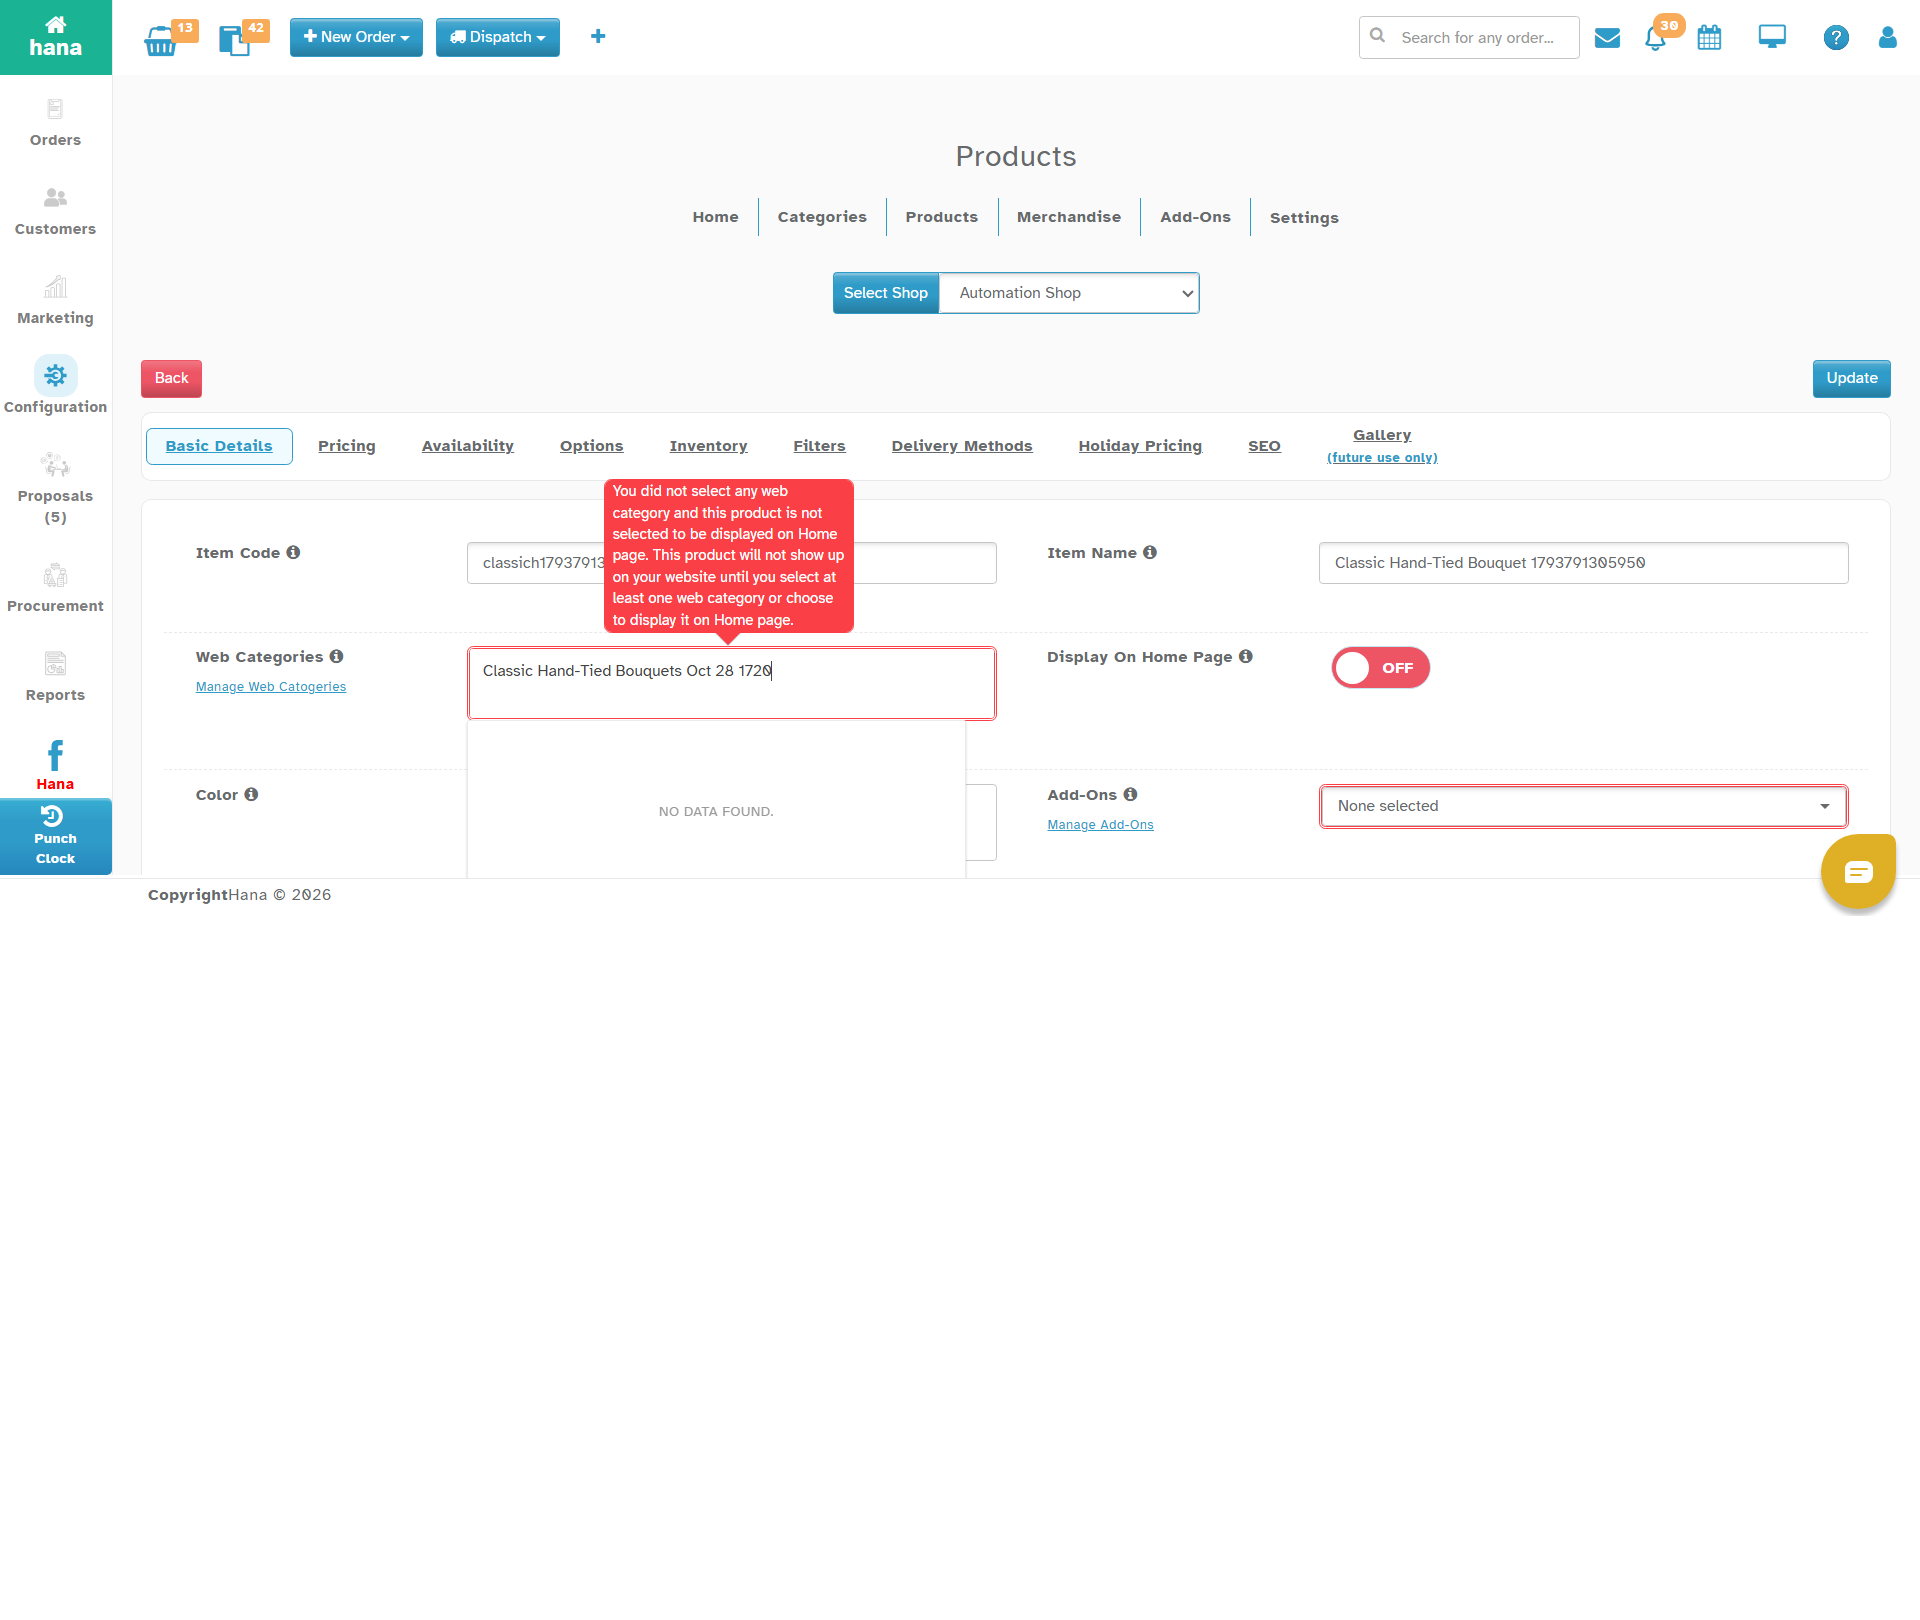 hana
13
42
New Order
Dispatch
Search for any order...
30
?
Orders
Customers
Marketing
Configuration
Proposals
(5)
Procurement
Reports
Hana
Punch
Clock
Products
Home
Categories
Products
Merchandise
Add-Ons
Settings
Select Shop
Automation Shop
Back
Update
Basic Details
Pricing
Availability
Options
Inventory
Filters
Delivery Methods
Holiday Pricing
SEO
Gallery
(future use only)
You did not select any web
category and this product is not
selected to be displayed on Home
page. This product will not show up
on your website until you select at
least one web category or choose
to display it on Home page.
Item Code
classich17937913
Item Name
Classic Hand-Tied Bouquet 1793791305950
Web Categories
Manage Web Catogeries
Classic Hand-Tied Bouquets Oct 28 1720
Display On Home Page
OFF
NO DATA FOUND.
Color
Add-Ons
Manage Add-Ons
None selected
CopyrightHana © 2026